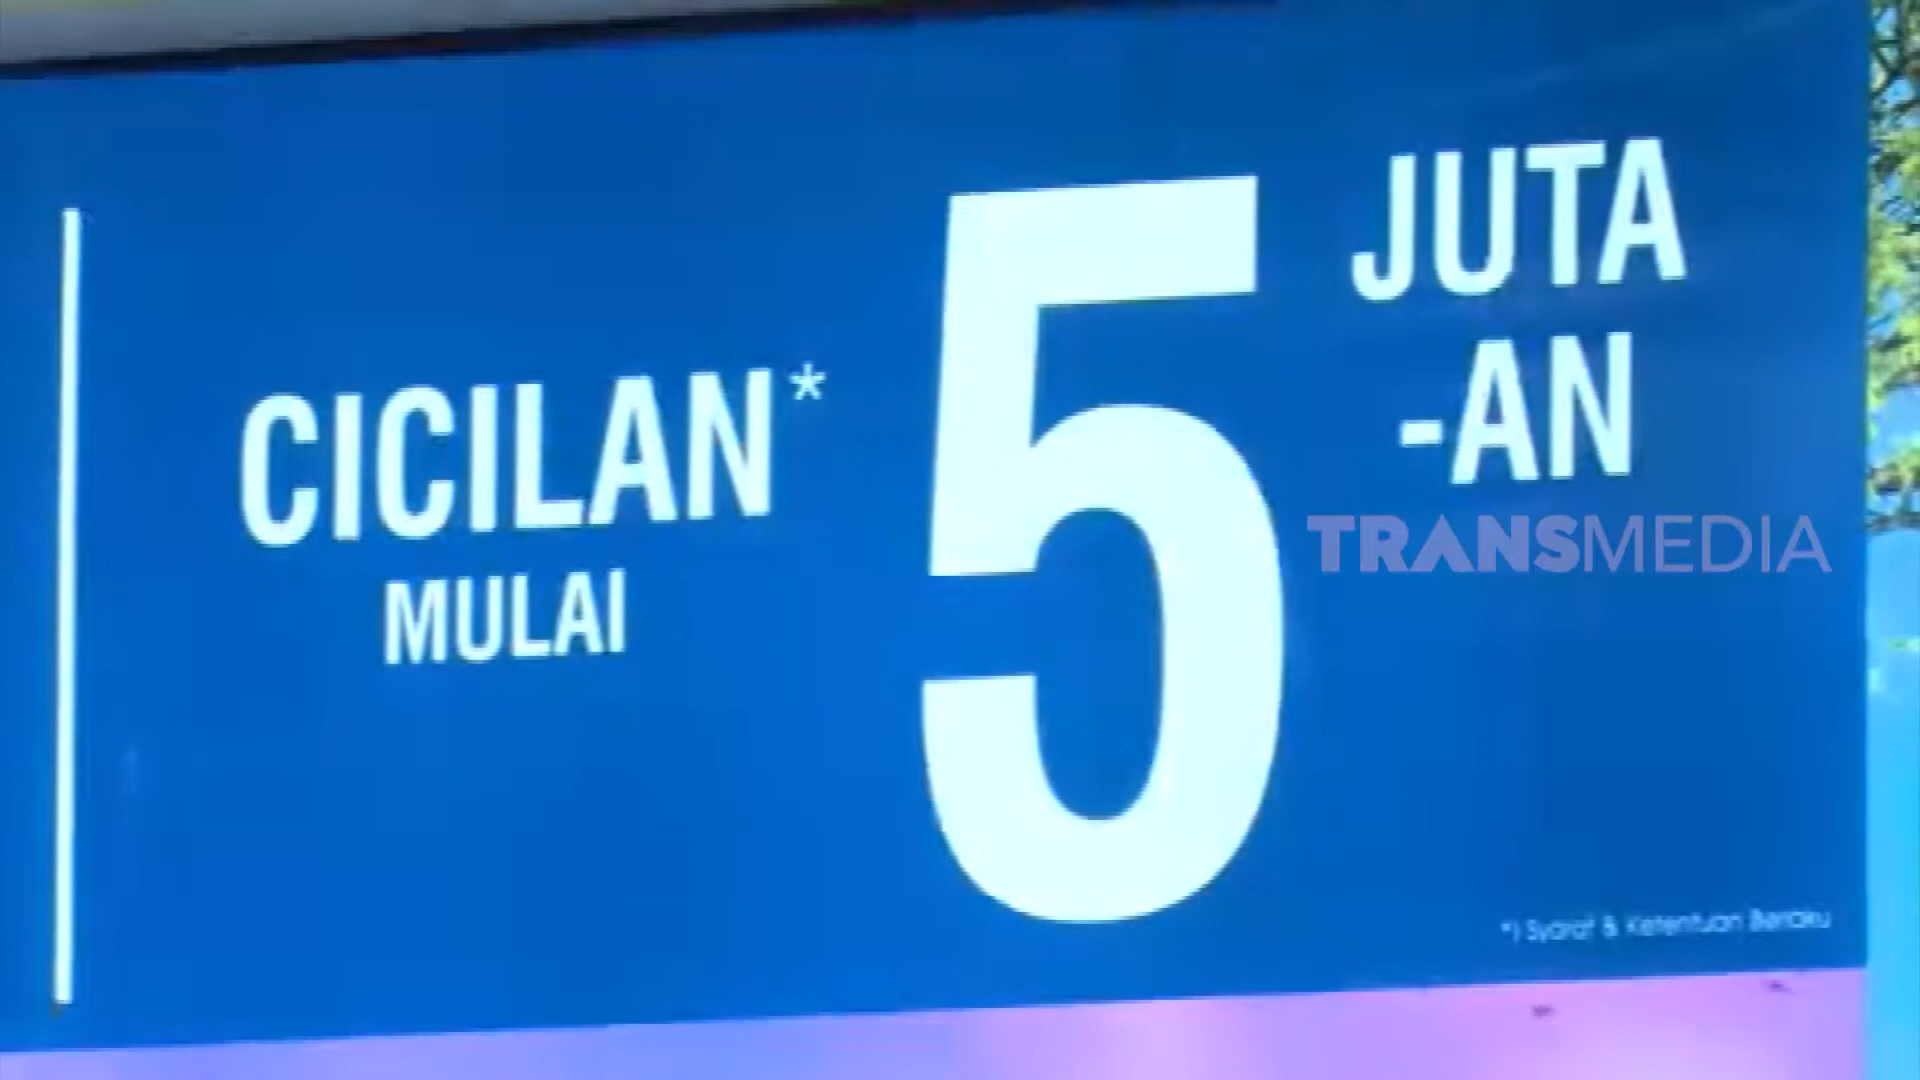 CICILAN*
MULAI
5
JUTA
-AN
TRANSMEDIA
*) Syarat & Ketentuan Berlaku